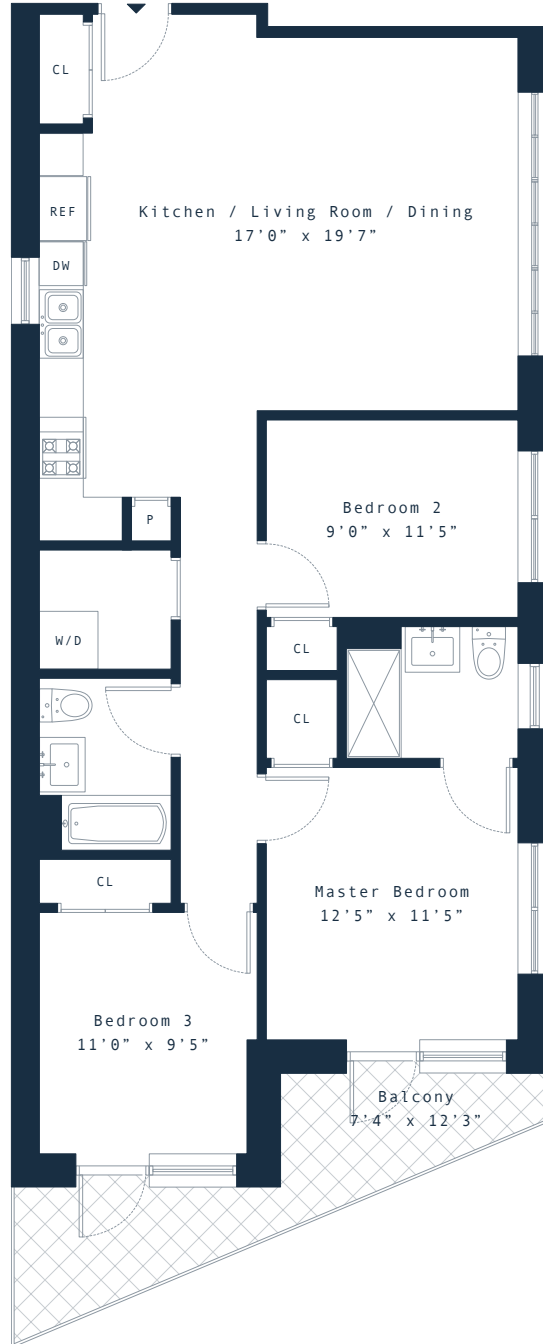 CL
REF
Kitchen / Living Room / Dining
17’0” x 19’7”
DW
P
Bedroom 2
9’0” x 11’5”
W/D
CL
CL
CL
Master Bedroom
12’5” x 11’5”
Bedroom 3
11’0” x 9’5”
Balcony
7’4” x 12’3”